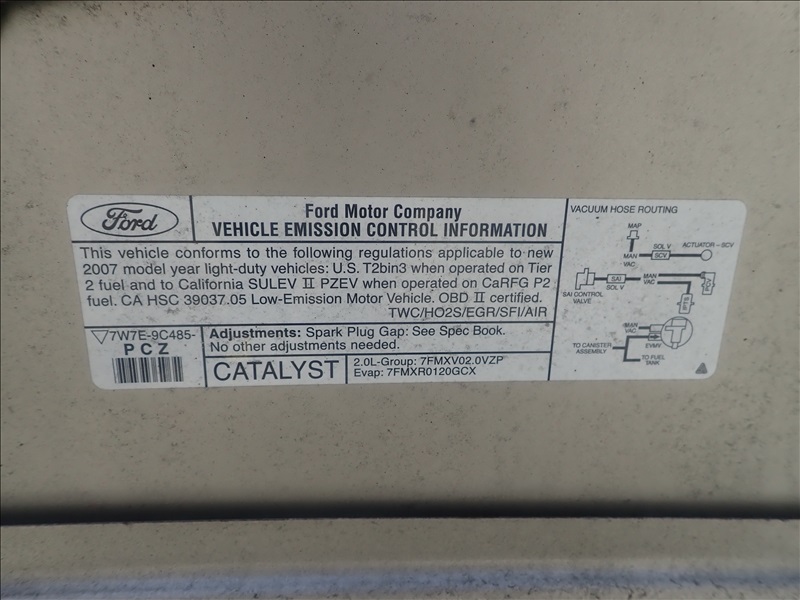 Ford
Ford Motor Company
VEHICLE EMISSION CONTROL INFORMATION
This vehicle conforms to the following regulations applicable to new
2007 model year light-duty vehicles: U.S. T2bin3 when operated on Tier
2 fuel and to California SULEV II PZEV when operated on CaRFG P2
fuel. CA HSC 39037.05 Low-Emission Motor Vehicle. OBD II certified.
TWC/HO2S/EGR/SFI/AIR
7W7E-9C485-
PCZ
Adjustments: Spark Plug Gap: See Spec Book.
No other adjustments needed.
CATALYST
2.0L-Group: 7FMXV02.0VZP
Evap: 7FMXR0120GCX
VACUUM HOSE ROUTING
MAP
SOL V
ACTUATOR-SCV
MAN
VAC
SCV
SAI
MAN
VAC
PCV
SOL V
SAI CONTROL
VALVE
MAN
VAC
EVMV
TO CANISTER
ASSEMBLY
TO FUEL
TANK